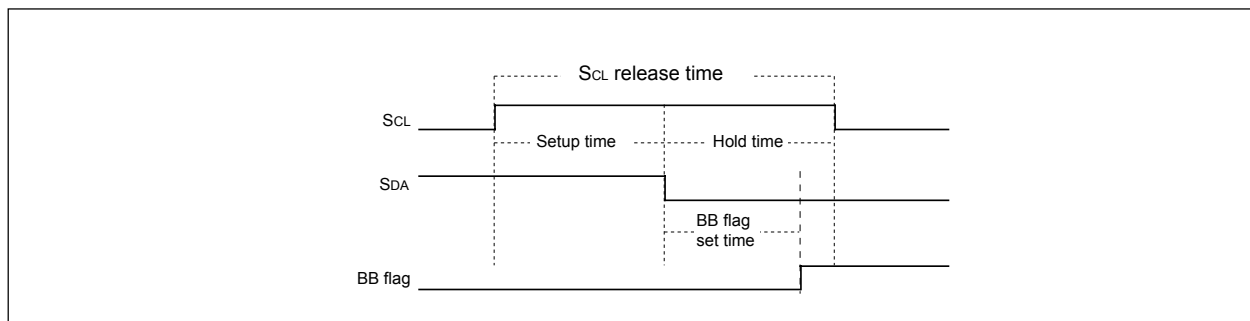 SCL release time
SCL
Setup time
Hold time
SDA
BB flag
set time
BB flag